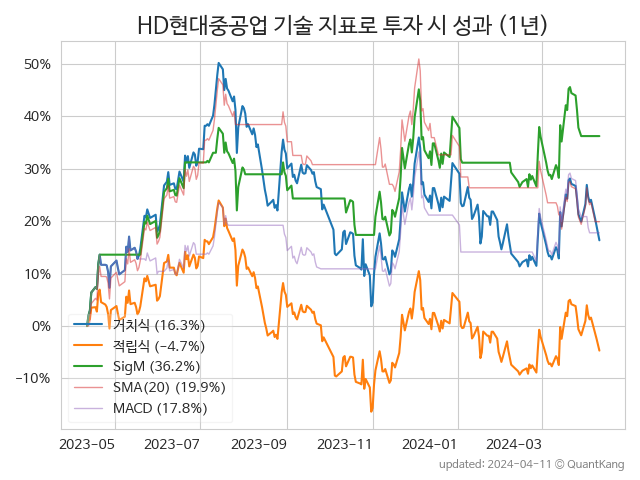 HD현대중공업 기술 지표로 투자 시 성과 (1년)
50%
40%
30%
20%
10%
0%
−10%
거치식 (16.3%)
적립식 (−4.7%)
SigM (36.2%)
SMA(20) (19.9%)
MACD (17.8%)
2023-05
2023-07
2023-09
2023-11
2024-01
2024-03
updated: 2024-04-11 © QuantKang